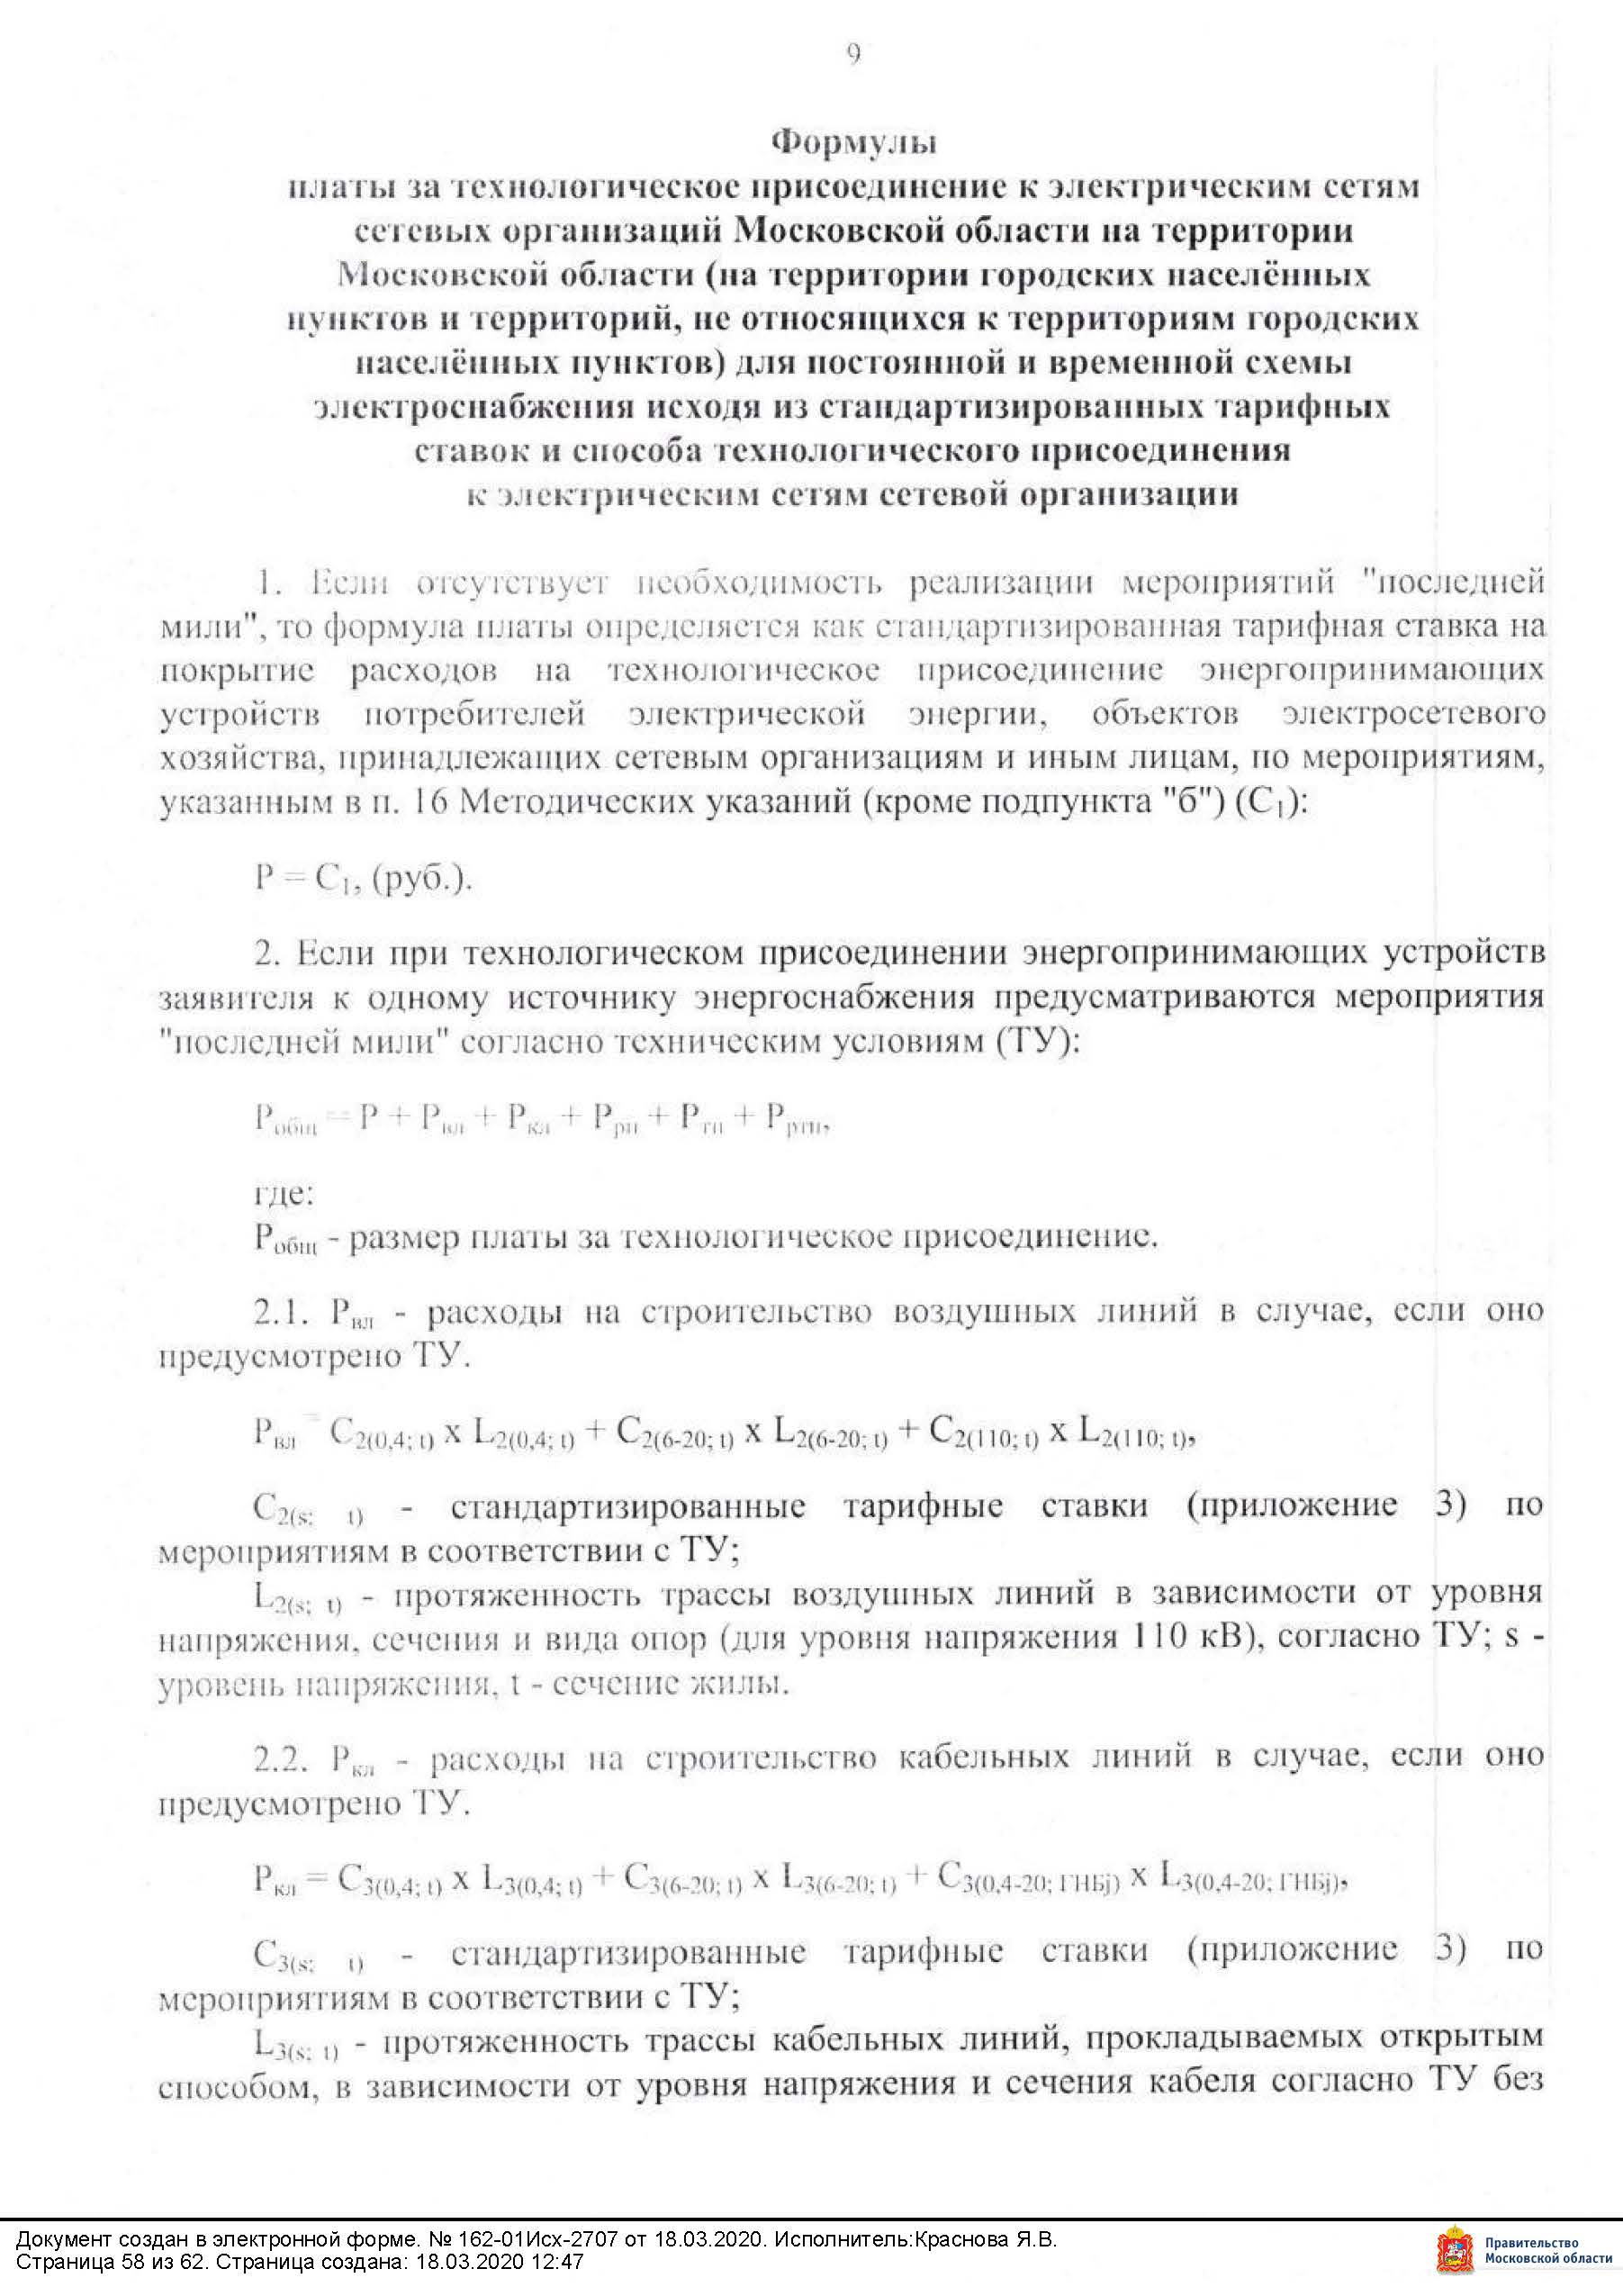 9
Формулы
платы за технологическое присоединение к электрическим сетям
сетевых организаций Московской области на территории
Московской области (на территории городских населённых
пунктов и территорий, не относящихся к территориям городских
населённых пунктов) для постоянной и временной схемы
электроснабжения исходя из стандартизированных тарифных
ставок и способа технологического присоединения
к электрическим сетям сетевой организации
1. Если отсутствует необходимость реализации мероприятий "последней
мили", то формула платы определяется как стандартизированная тарифная ставка на
покрытие расходов на технологическое присоединение энергопринимающих
устройств потребителей электрической энергии, объектов электросетевого
хозяйства, принадлежащих сетевым организациям и иным лицам, по мероприятиям,
указанным в п. 16 Методических указаний (кроме подпункта "б") (C₁):
P = C₁, (руб.).
2. Если при технологическом присоединении энергопринимающих устройств
заявителя к одному источнику энергоснабжения предусматриваются мероприятия
"последней мили" согласно техническим условиям (ТУ):
Pобщ = P + Pвл + Pкл + Pрп + Pтп + Pртп,
где:
Pобщ - размер платы за технологическое присоединение.
2.1. Pвл - расходы на строительство воздушных линий в случае, если оно
предусмотрено ТУ.
Pвл = C2(0,4; t) x L2(0,4; t) + C2(6-20; t) x L2(6-20; t) + C2(110; t) x L2(110; t),
C2(s; t) - стандартизированные тарифные ставки (приложение 3) по
мероприятиям в соответствии с ТУ;
L2(s; t) - протяженность трассы воздушных линий в зависимости от уровня
напряжения, сечения и вида опор (для уровня напряжения 110 кВ), согласно ТУ; s -
уровень напряжения, t - сечение жилы.
2.2. Pкл - расходы на строительство кабельных линий в случае, если оно
предусмотрено ТУ.
Pкл = C3(0,4; t) x L3(0,4; t) + C3(6-20; t) x L3(6-20; t) + C3(0,4-20; ГНБj) x L3(0,4-20; ГНБj),
C3(s; t) - стандартизированные тарифные ставки (приложение 3) по
мероприятиям в соответствии с ТУ;
L3(s; t) - протяженность трассы кабельных линий, прокладываемых открытым
способом, в зависимости от уровня напряжения и сечения кабеля согласно ТУ без
Документ создан в электронной форме. № 162-01Исх-2707 от 18.03.2020. Исполнитель:Краснова Я.В.
Страница 58 из 62. Страница создана: 18.03.2020 12:47
Правительство
Московской области